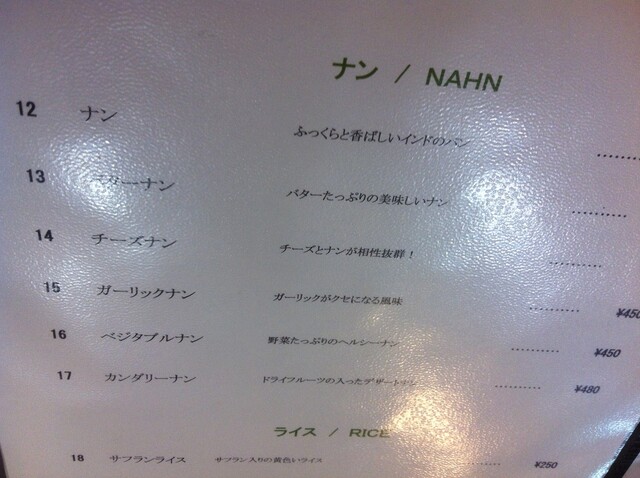 ナン / NAHN
12 ナン ふっくらと香ばしいインドのパン ........
13 バターナン バターたっぷりの美味しいナン ..........
14 チーズナン チーズとナンが相性抜群！ ..........
15 ガーリックナン ガーリックがクセになる風味 .......... ¥450
16 ベジタブルナン 野菜たっぷりのヘルシーナン .......... ¥450
17 カンダリーナン ドライフルーツの入ったデザートナン .......... ¥480
ライス / RICE
18 サフランライス サフラン入りの黄色いライス .......... ¥250